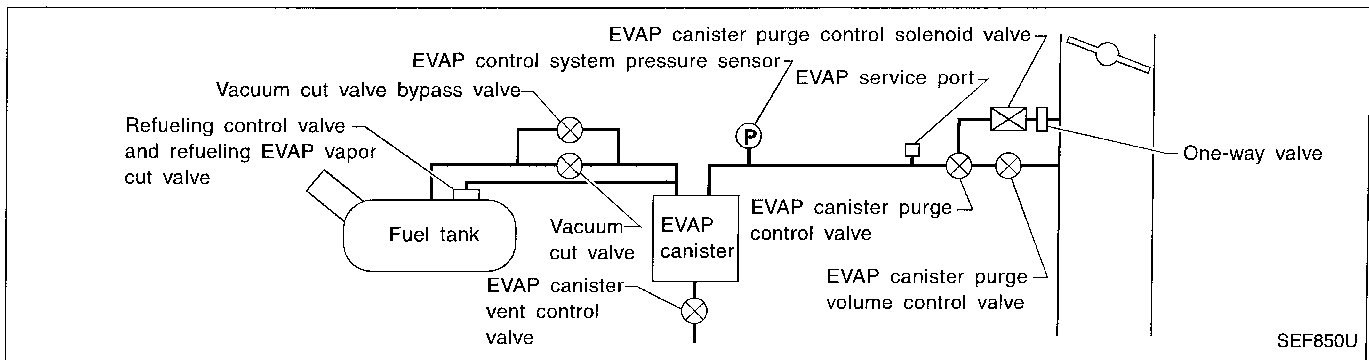 EVAP canister purge control solenoid valve
EVAP control system pressure sensor
EVAP service port
Vacuum cut valve bypass valve
Refueling control valve
and refueling EVAP vapor
cut valve
P
One-way valve
Fuel tank
Vacuum
cut valve
EVAP
canister
EVAP canister purge
control valve
EVAP canister
vent control
valve
EVAP canister purge
volume control valve
SEF850U